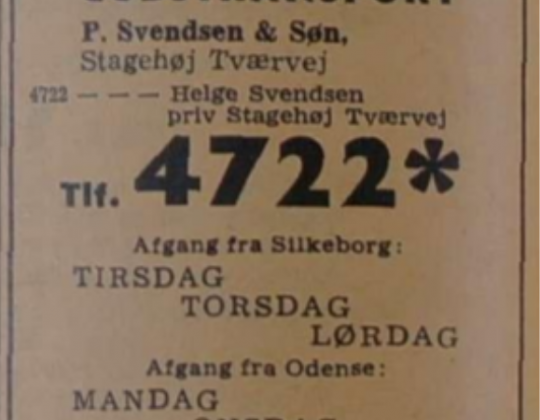 P. Svendsen & Søn,
Stagehøj Tværvej
4722 — — — Helge Svendsen
priv Stagehøj Tværvej
Tlf. 4722*
Afgang fra Silkeborg:
TIRSDAG
TORSDAG
LØRDAG
Afgang fra Odense:
MANDAG